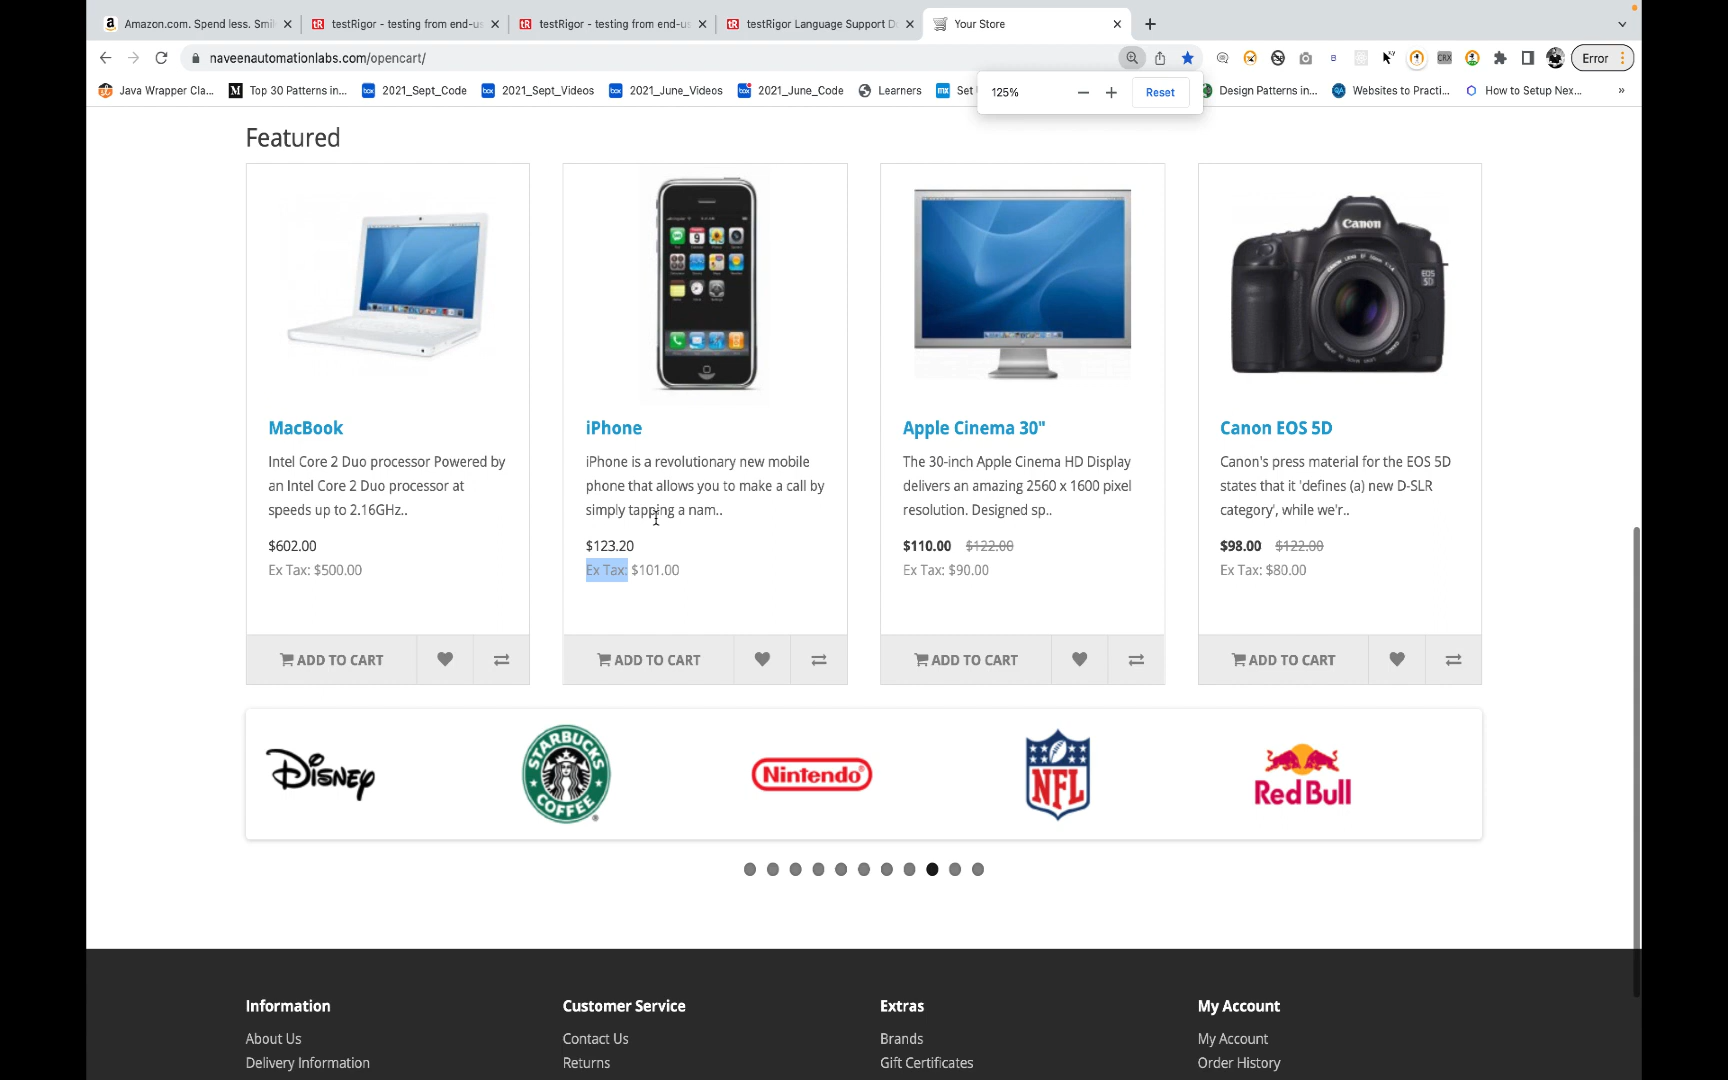 Amazon.com. Spend less. Smil
testRigor - testing from end-us
testRigor - testing from end-us
testRigor Language Support D
Your Store
naveenautomationlabs.com/opencart/
Error
Java Wrapper Cla...
Top 30 Patterns in...
2021_Sept_Code
2021_Sept_Videos
2021_June_Videos
2021_June_Code
Learners
Set
Design Patterns in...
Websites to Practi...
How to Setup Nex...
»
125%
Reset
Featured
Canon
EOS 5D
MacBook
Intel Core 2 Duo processor Powered by
an Intel Core 2 Duo processor at
speeds up to 2.16GHz..
$602.00
Ex Tax: $500.00
ADD TO CART
iPhone
iPhone is a revolutionary new mobile
phone that allows you to make a call by
simply tapping a nam..
$123.20
Ex Tax: $101.00
ADD TO CART
Apple Cinema 30"
The 30-inch Apple Cinema HD Display
delivers an amazing 2560 x 1600 pixel
resolution. Designed sp..
$110.00 $122.00
Ex Tax: $90.00
ADD TO CART
Canon EOS 5D
Canon's press material for the EOS 5D
states that it 'defines (a) new D-SLR
category', while we'r..
$98.00 $122.00
Ex Tax: $80.00
ADD TO CART
Disney
STARBUCKS COFFEE
Nintendo
NFL
Red Bull
Information
About Us
Delivery Information
Customer Service
Contact Us
Returns
Extras
Brands
Gift Certificates
My Account
My Account
Order History